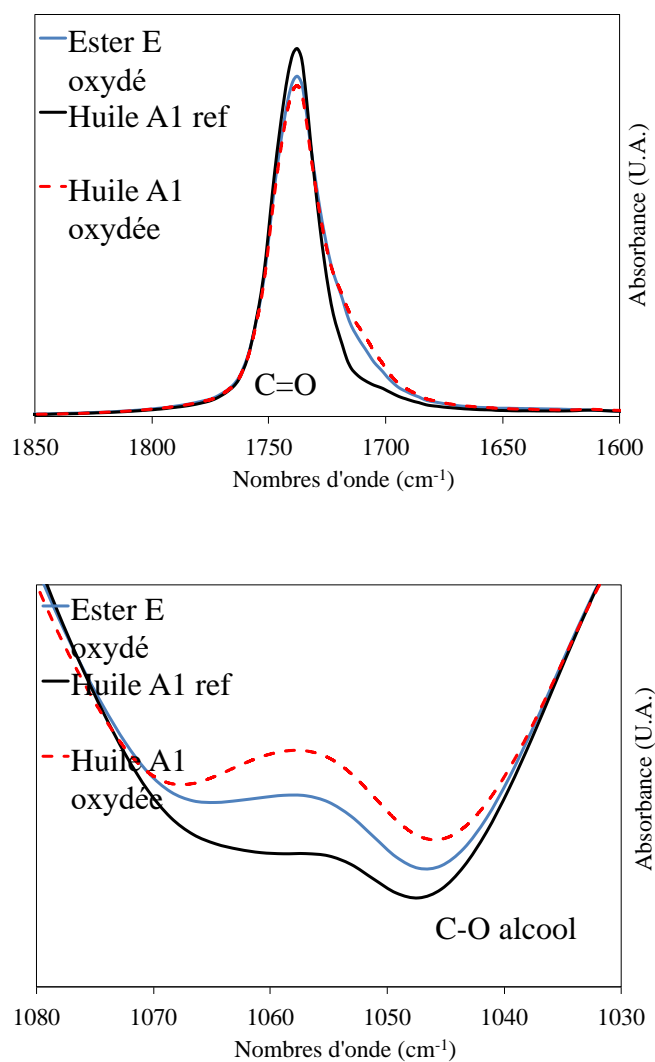 Ester E
oxydé
Huile A1 ref
Huile A1
oxydée
Absorbance (U.A.)
C=O
1850 1800 1750 1700 1650 1600
Nombres d'onde (cm-1)
Ester E
oxydé
Huile A1 ref
Huile A1
oxydée
Absorbance (U.A.)
C-O alcool
1080 1070 1060 1050 1040 1030
Nombres d'onde (cm-1)